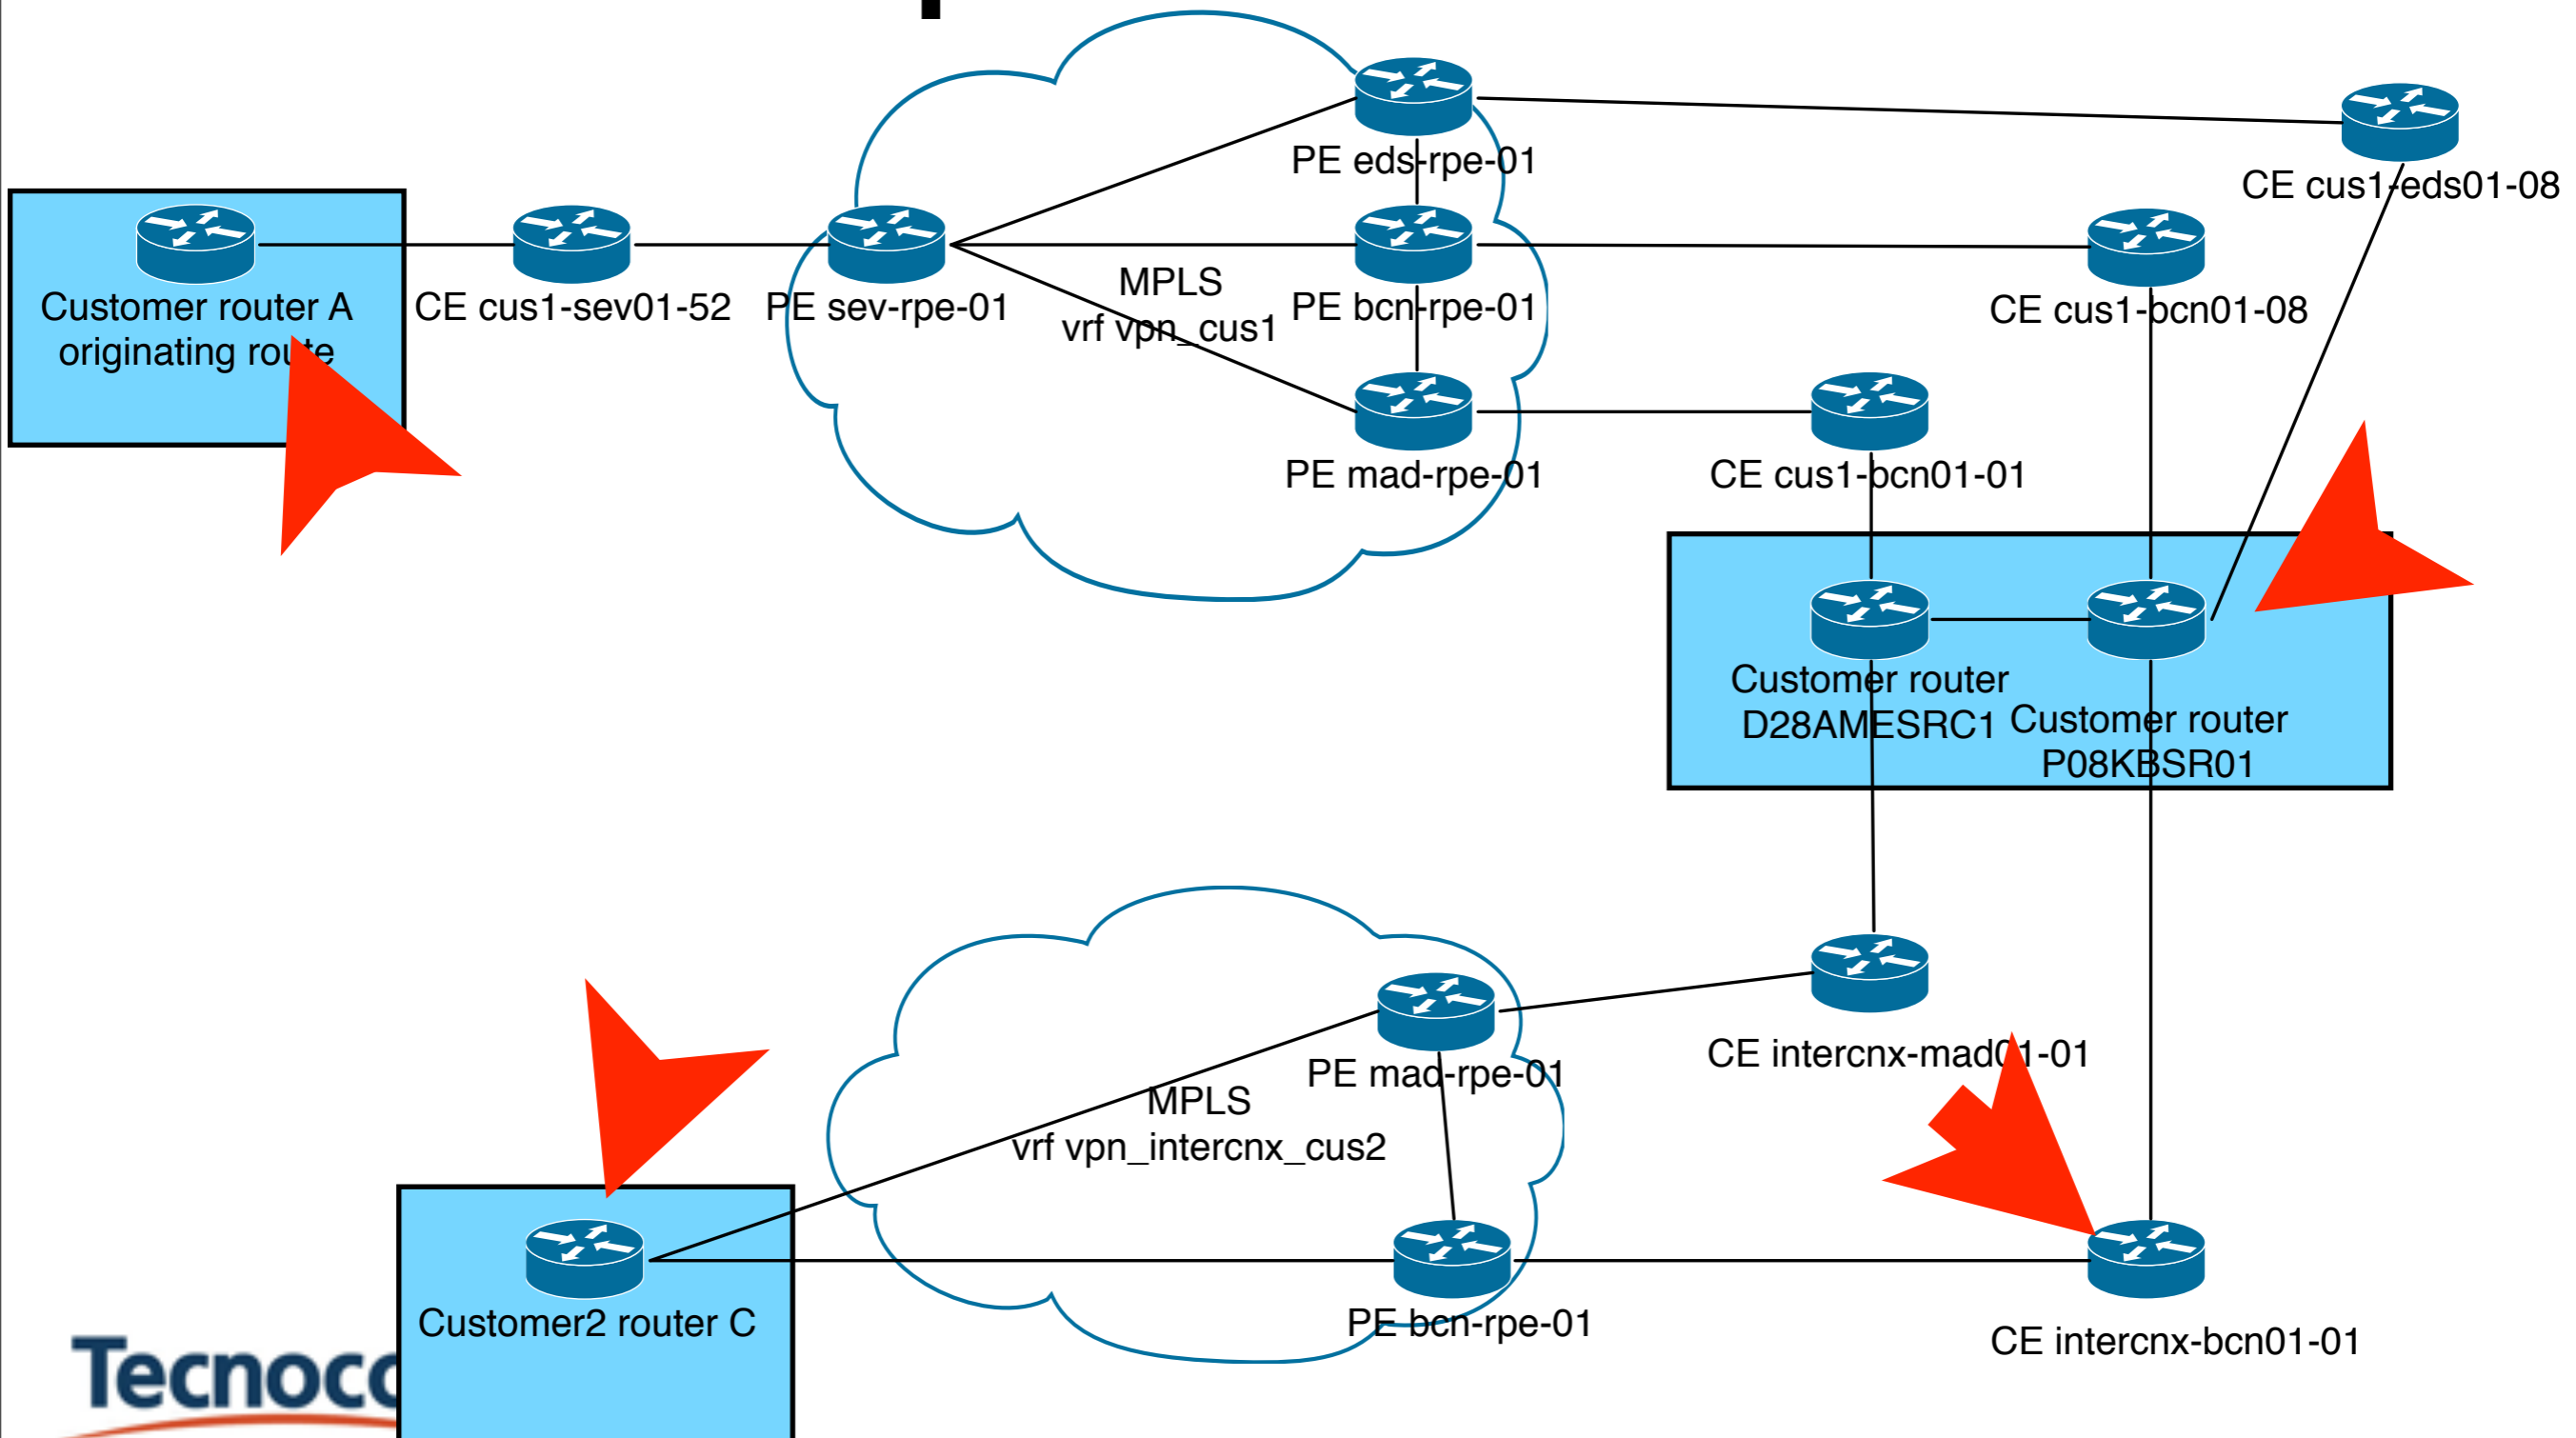 PE eds-rpe-01
CE cus1-eds01-08
Customer router A
originating route
CE cus1-sev01-52
PE sev-rpe-01
MPLS
vrf vpn_cus1
PE bcn-rpe-01
CE cus1-bcn01-08
PE mad-rpe-01
CE cus1-bcn01-01
Customer router
D28AMESRC1
Customer router
P08KBSR01
PE mad-rpe-01
CE intercnx-mad01-01
MPLS
vrf vpn_intercnx_cus2
Customer2 router C
PE bcn-rpe-01
CE intercnx-bcn01-01